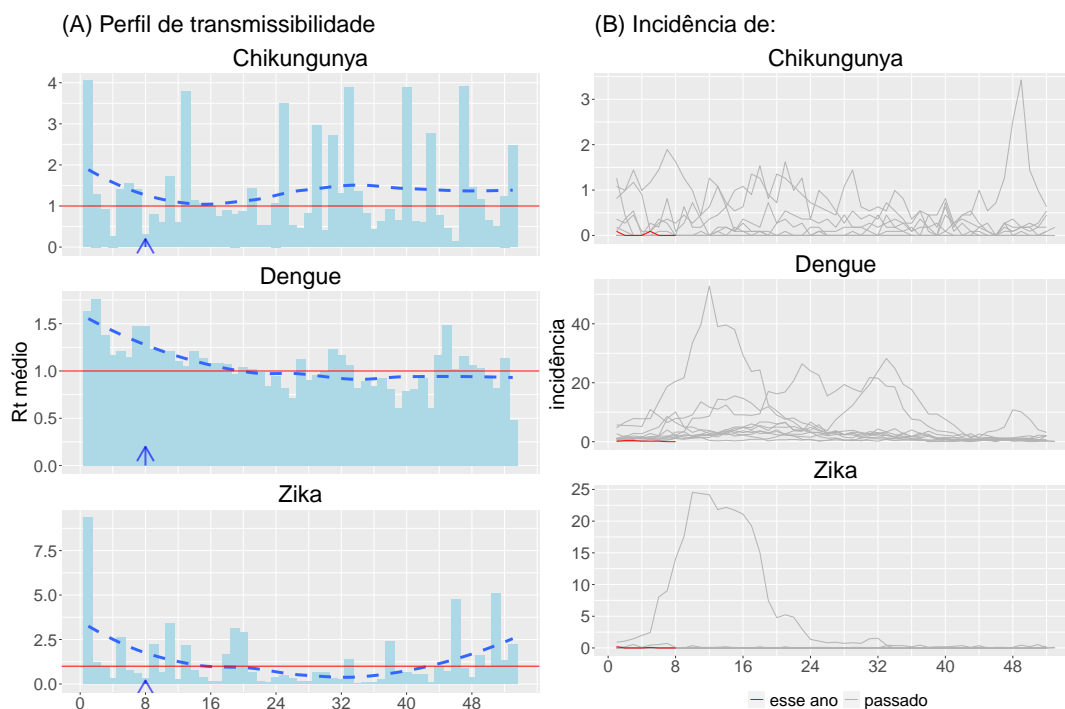 (A) Perfil de transmissibilidade
Chikungunya
4
3
2
1
0
Dengue
1.5
1.0
0.5
0.0
Rt médio
Zika
7.5
5.0
2.5
0.0
0 8 16 24 32 40 48
(B) Incidência de:
Chikungunya
3
2
1
0
Dengue
40
20
0
incidência
Zika
25
20
15
10
5
0
0 8 16 24 32 40 48
esse ano passado